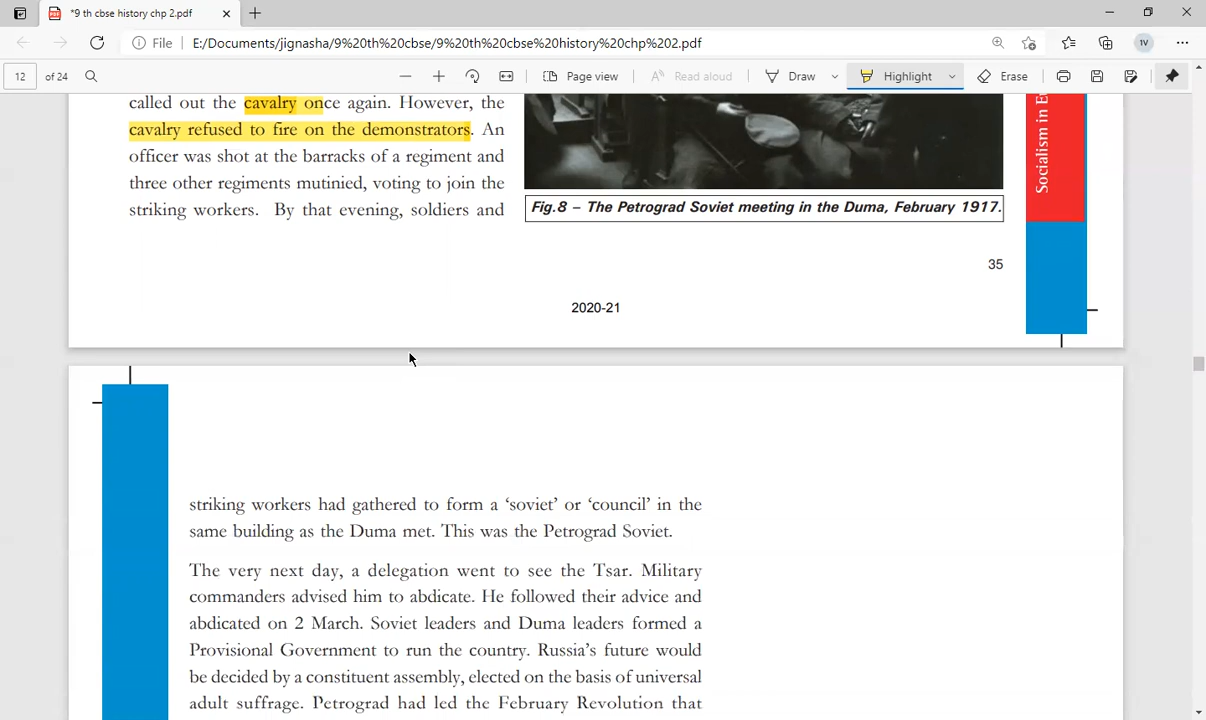 *9 th cbse history chp 2.pdf
File E:/Documents/jignasha/9%20th%20cbse/9%20th%20cbse%20history%20chp%202.pdf
1V
12 of 24 Page view Read aloud Draw Highlight Erase
called out the cavalry once again. However, the
cavalry refused to fire on the demonstrators. An
officer was shot at the barracks of a regiment and
three other regiments mutinied, voting to join the
striking workers. By that evening, soldiers and
Fig.8 – The Petrograd Soviet meeting in the Duma, February 1917.
Socialism in E
35
2020-21
striking workers had gathered to form a ‘soviet’ or ‘council’ in the
same building as the Duma met. This was the Petrograd Soviet.
The very next day, a delegation went to see the Tsar. Military
commanders advised him to abdicate. He followed their advice and
abdicated on 2 March. Soviet leaders and Duma leaders formed a
Provisional Government to run the country. Russia’s future would
be decided by a constituent assembly, elected on the basis of universal
adult suffrage. Petrograd had led the February Revolution that